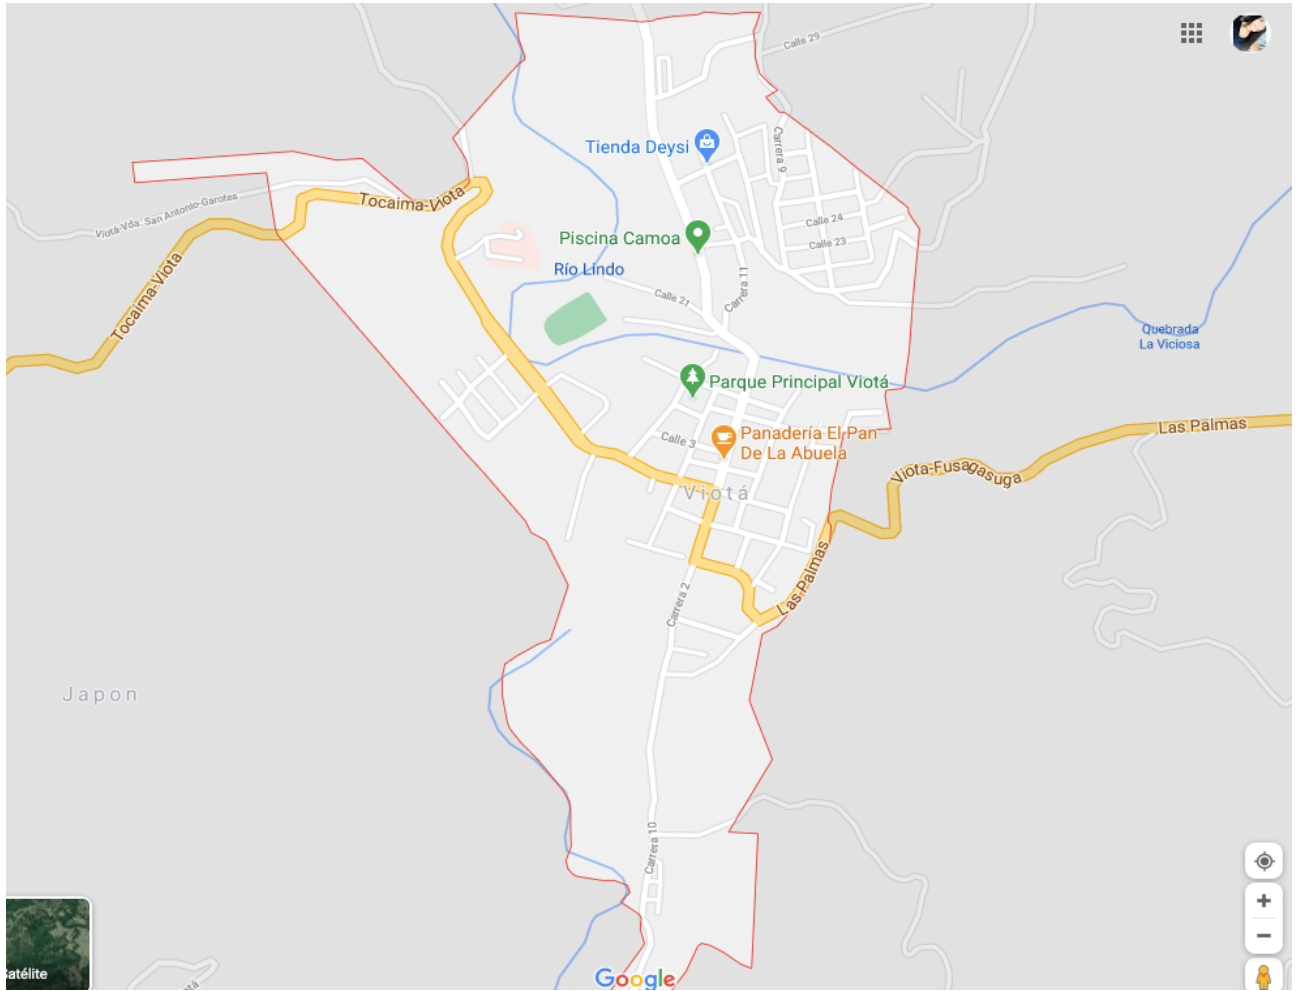 Calle 29
Tienda Deysi
Carrera 9
Tocaima-Viota
Viotá-Vda. San Antonio-Garotes
Calle 24
Calle 23
Piscina Camoa
Río Lindo
Tocaima-Viota
Calle 21
Carrera 11
Quebrada
La Viciosa
Parque Principal Viotá
Calle 3
Panadería El Pan
De La Abuela
Las Palmas
Viota-Fusagasuga
Viotá
Las Palmas
Carrera 2
Japon
Carrera 10
Satélite
Google